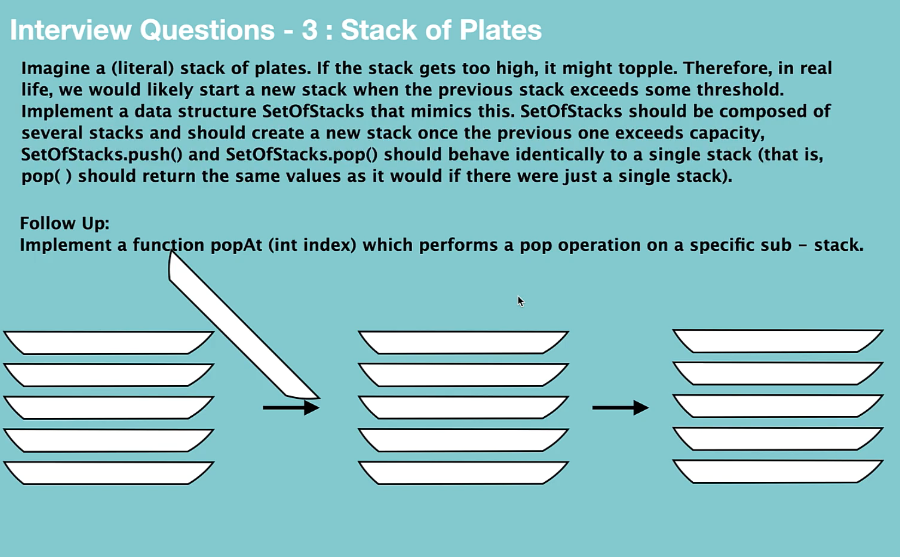 Interview Questions - 3 : Stack of Plates
Imagine a (literal) stack of plates. If the stack gets too high, it might topple. Therefore, in real
life, we would likely start a new stack when the previous stack exceeds some threshold.
Implement a data structure SetOfStacks that mimics this. SetOfStacks should be composed of
several stacks and should create a new stack once the previous one exceeds capacity,
SetOfStacks.push() and SetOfStacks.pop() should behave identically to a single stack (that is,
pop( ) should return the same values as it would if there were just a single stack).
Follow Up:
Implement a function popAt (int index) which performs a pop operation on a specific sub – stack.